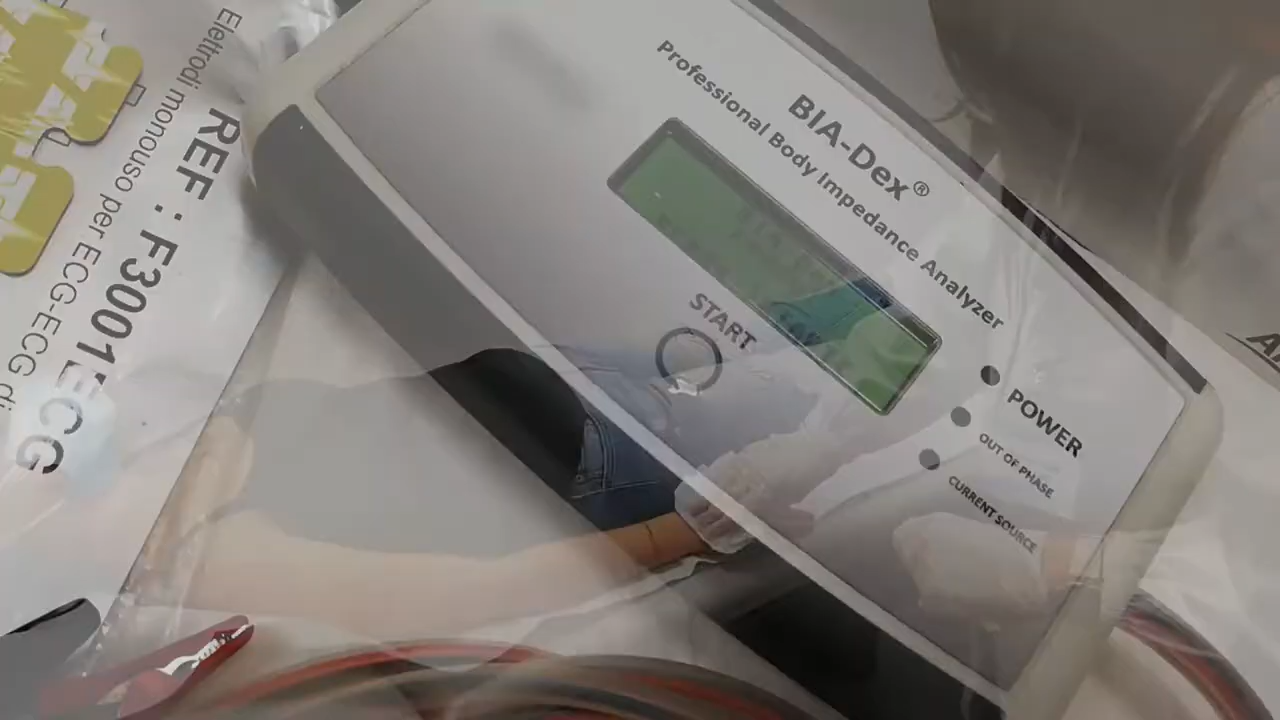 Elettrodi monouso per ECG-ECG di
REF : F3001ECG
BIA-Dex®
Professional Body Impedance Analyzer
START
POWER
OUT OF PHASE
CURRENT SOURCE